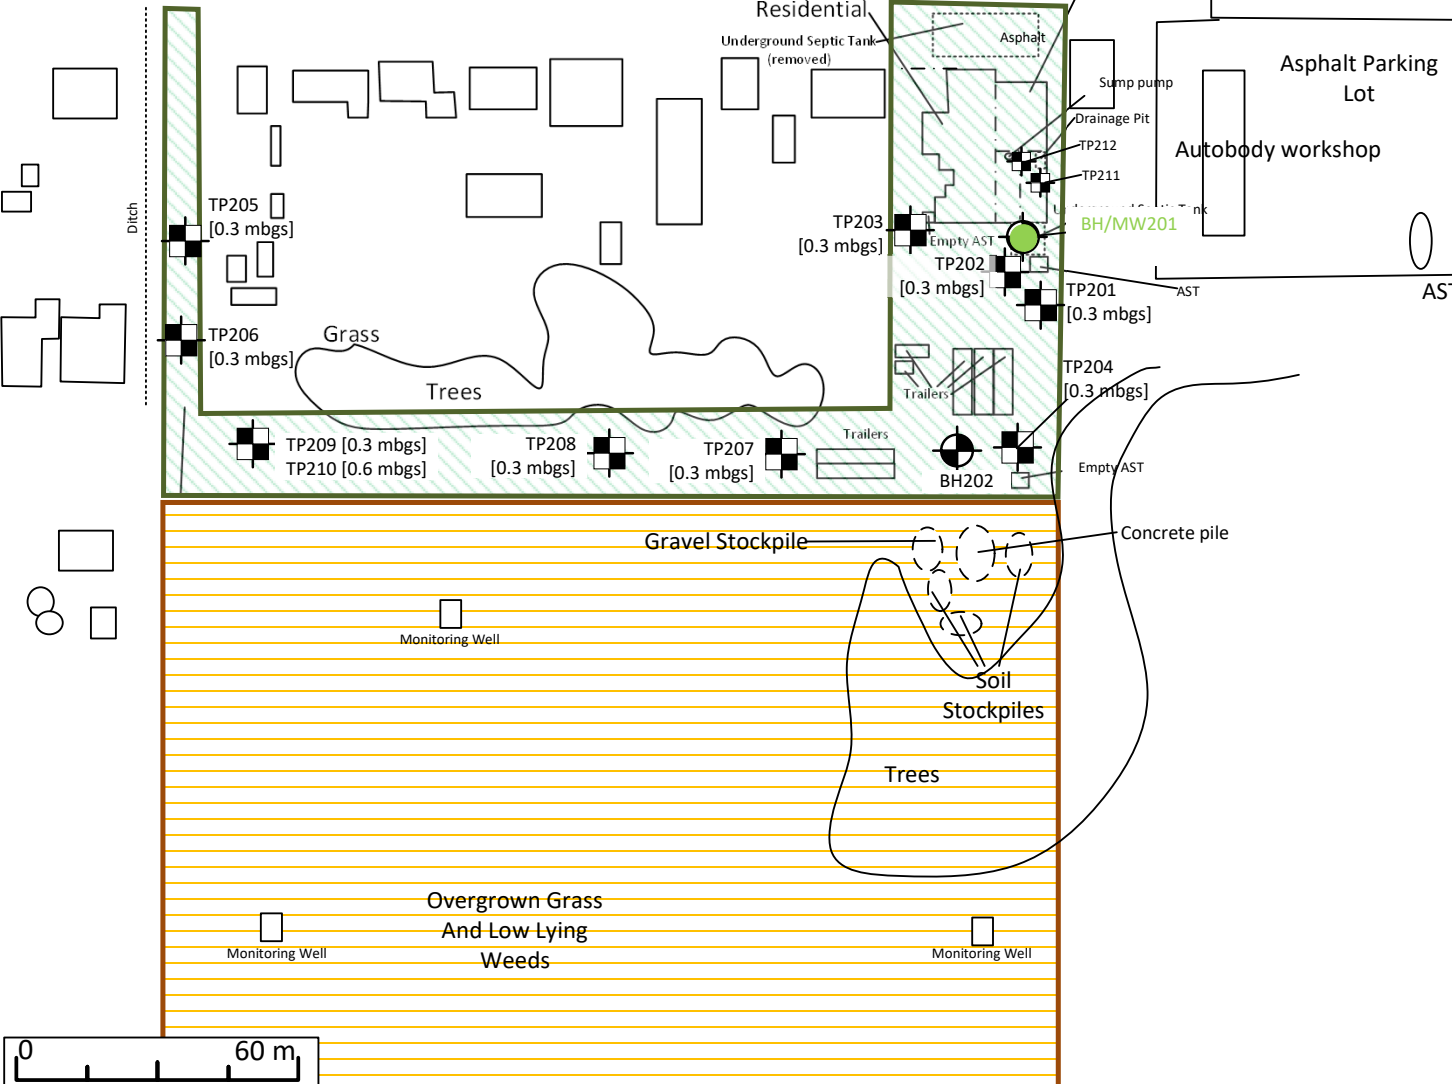 Residential
Underground Septic Tank
(removed)
Asphalt
Asphalt Parking
Lot
Sump pump
Drainage Pit
TP212
Autobody workshop
TP211
Ditch
TP205
[0.3 mbgs]
TP203
[0.3 mbgs]
Tank
BH/MW201
Empty AST
TP202
[0.3 mbgs]
AST
TP201
[0.3 mbgs]
AST
TP206
[0.3 mbgs]
Grass
Trees
Trailers
TP204
[0.3 mbgs]
TP209 [0.3 mbgs]
TP210 [0.6 mbgs]
TP208
[0.3 mbgs]
TP207
[0.3 mbgs]
Trailers
BH202
Empty AST
Gravel Stockpile
Concrete pile
Monitoring Well
Soil
Stockpiles
Trees
Overgrown Grass
And Low Lying
Weeds
Monitoring Well
Monitoring Well
0 60 m